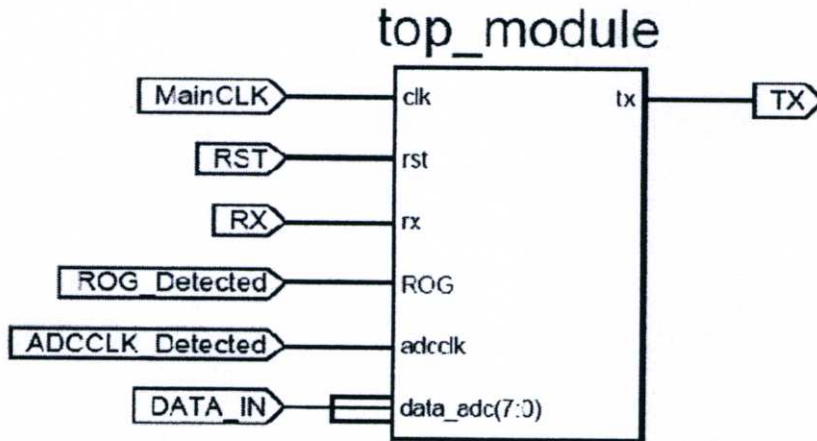 top_module
MainCLK clk tx TX
RST rst
RX rx
ROG_Detected ROG
ADCCLK_Detected adcclk
DATA_IN data_adc(7:0)